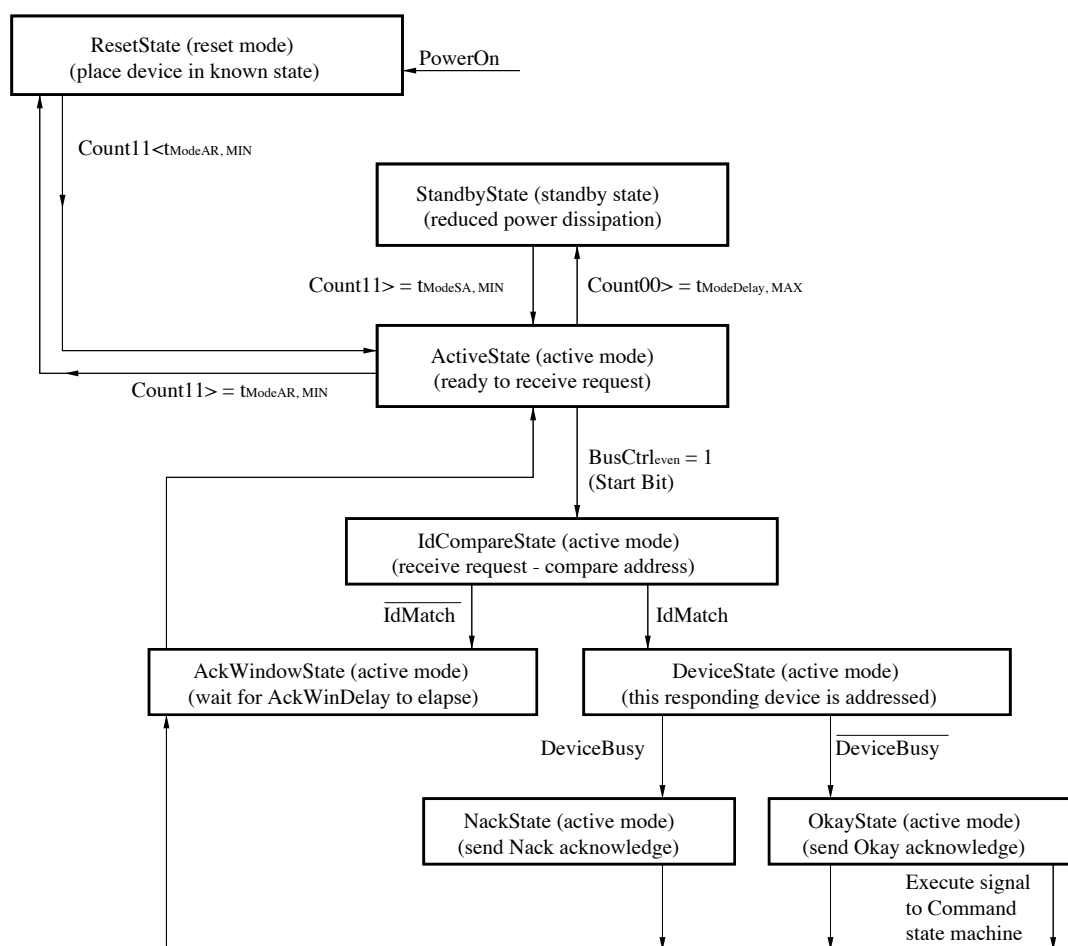 ResetState (reset mode)
(place device in known state)
PowerOn
Count11<tModeAR, MIN
StandbyState (standby state)
(reduced power dissipation)
Count11> = tModeSA, MIN
Count00> = tModeDelay, MAX
ActiveState (active mode)
(ready to receive request)
Count11> = tModeAR, MIN
BusCtrleven = 1
(Start Bit)
IdCompareState (active mode)
(receive request - compare address)
IdMatch
IdMatch
AckWindowState (active mode)
(wait for AckWinDelay to elapse)
DeviceState (active mode)
(this responding device is addressed)
DeviceBusy
DeviceBusy
NackState (active mode)
(send Nack acknowledge)
OkayState (active mode)
(send Okay acknowledge)
Execute signal
to Command
state machine